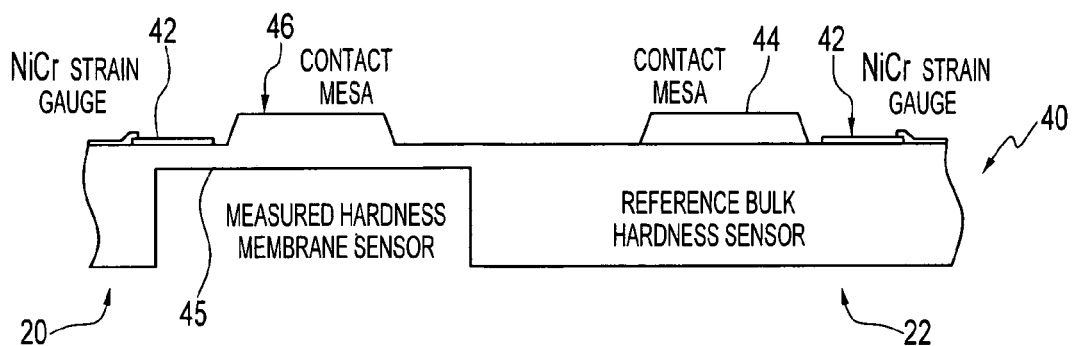 42
46
44
42
NiCr STRAIN
GAUGE
CONTACT
MESA
CONTACT
MESA
NiCr STRAIN
GAUGE
40
MEASURED HARDNESS
MEMBRANE SENSOR
REFERENCE BULK
HARDNESS SENSOR
20
45
22